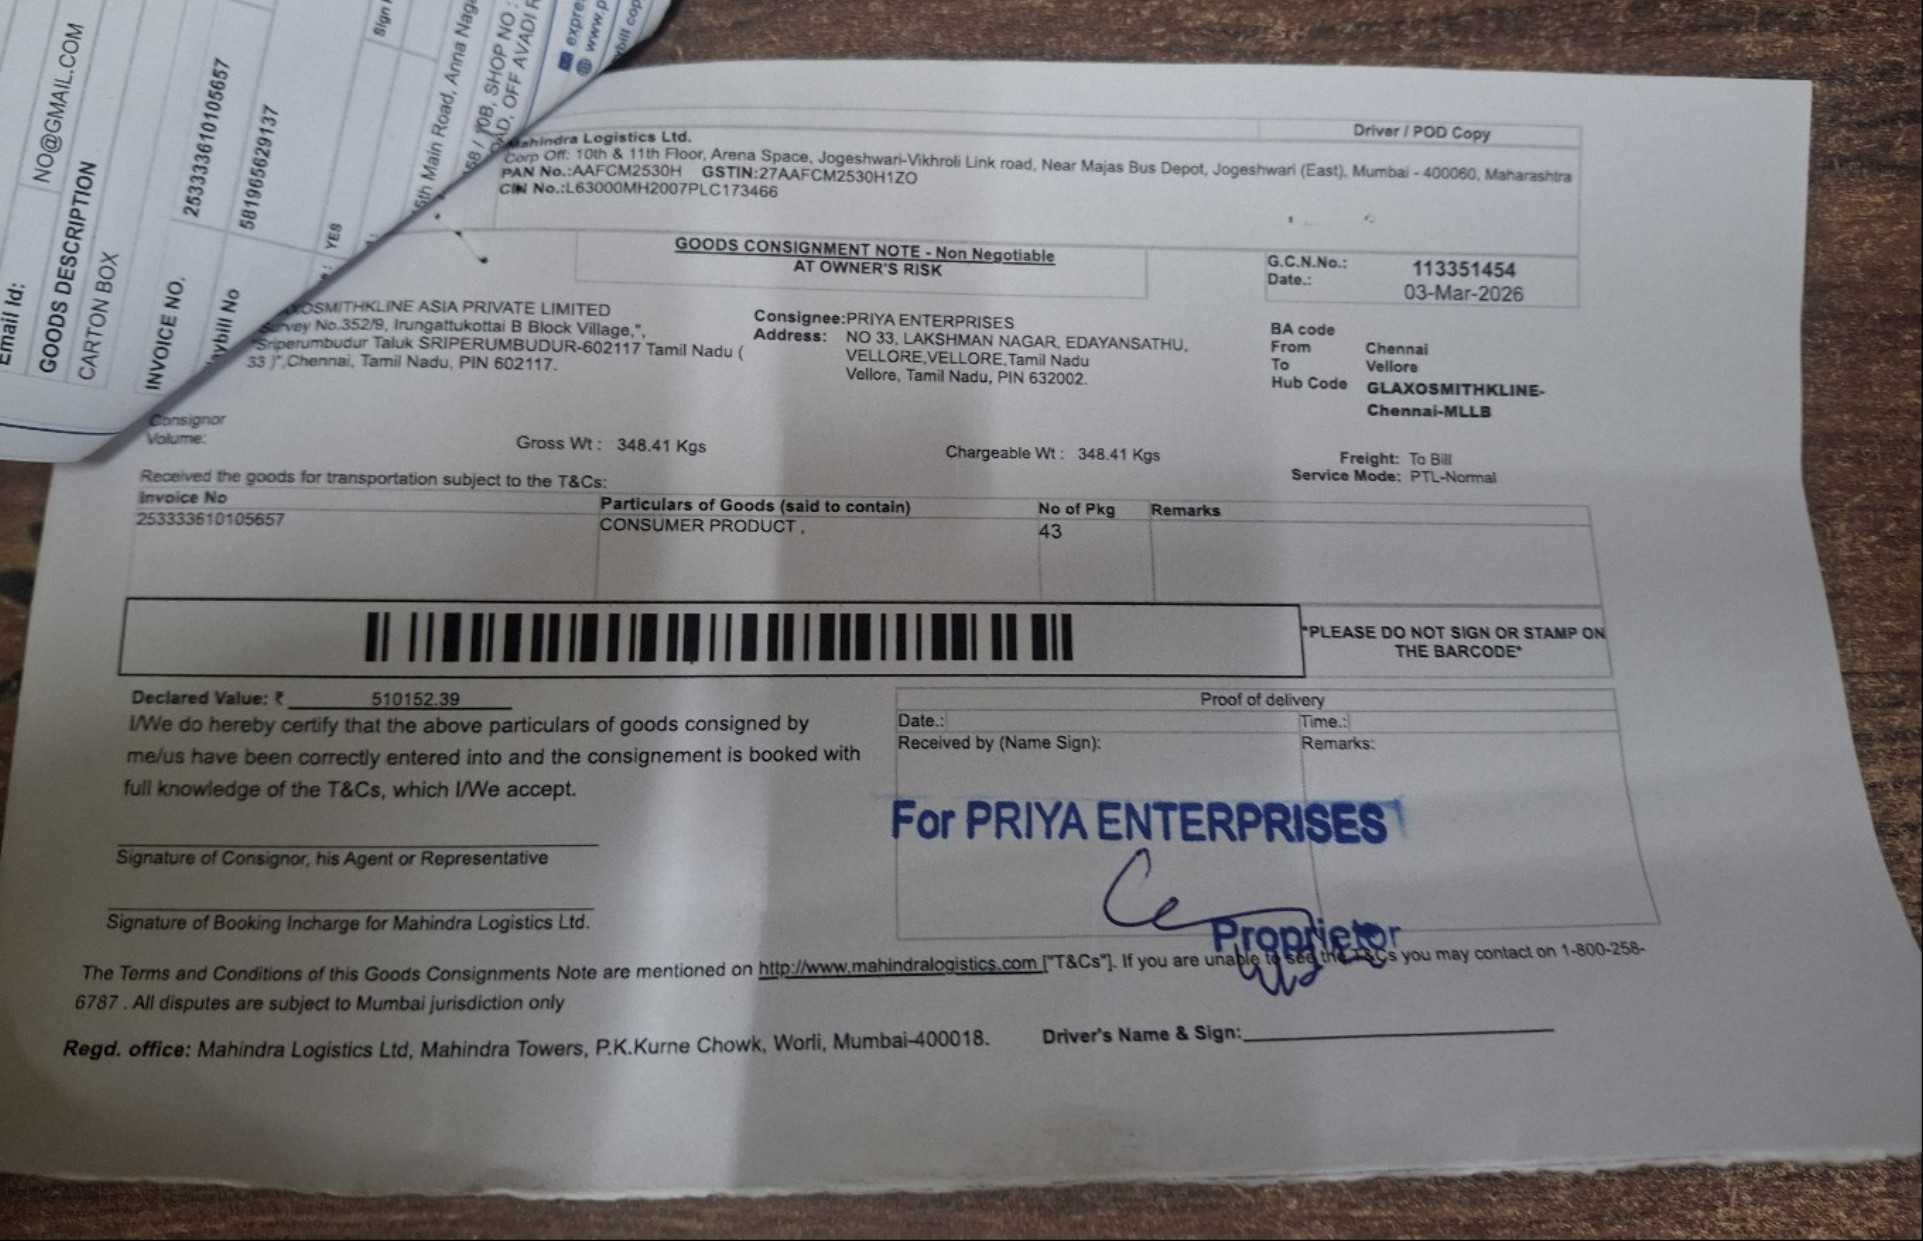 Email Id:
NO@GMAIL.COM
GOODS DESCRIPTION
CARTON BOX
INVOICE NO.
253333610105657
Waybill No
581965629137
YES
Sign
15th Main Road, Anna Naga
SHOP NO :
OFF AVADI R
expre
www.p
Mahindra Logistics Ltd.
Driver / POD Copy
Corp Off: 10th & 11th Floor, Arena Space, Jogeshwari-Vikhroli Link road, Near Majas Bus Depot, Jogeshwari (East), Mumbai - 400060, Maharashtra
PAN No.:AAFCM2530H GSTIN:27AAFCM2530H1ZO
CIN No.:L63000MH2007PLC173466
GOODS CONSIGNMENT NOTE - Non Negotiable
AT OWNER'S RISK
G.C.N.No.: 113351454
Date.: 03-Mar-2026
OSMITHKLINE ASIA PRIVATE LIMITED
Survey No.352/9, Irungattukottai B Block Village,",
"Sriperumbudur Taluk SRIPERUMBUDUR-602117 Tamil Nadu (
33 )",Chennai, Tamil Nadu, PIN 602117.
Consignee:PRIYA ENTERPRISES
Address: NO 33, LAKSHMAN NAGAR, EDAYANSATHU,
VELLORE,VELLORE,Tamil Nadu
Vellore, Tamil Nadu, PIN 632002.
BA code
From Chennai
To Vellore
Hub Code GLAXOSMITHKLINE-
Chennai-MLLB
Consignor
Volume:
Gross Wt : 348.41 Kgs
Chargeable Wt : 348.41 Kgs
Freight: To Bill
Service Mode: PTL-Normal
Received the goods for transportation subject to the T&Cs:
Invoice No Particulars of Goods (said to contain) No of Pkg Remarks
253333610105657 CONSUMER PRODUCT . 43
*PLEASE DO NOT SIGN OR STAMP ON
THE BARCODE*
Declared Value: ₹ 510152.39
I/We do hereby certify that the above particulars of goods consigned by
me/us have been correctly entered into and the consignement is booked with
full knowledge of the T&Cs, which I/We accept.
Proof of delivery
Date.: Time.:
Received by (Name Sign): Remarks:
For PRIYA ENTERPRISES
Proprietor
Signature of Consignor, his Agent or Representative
Signature of Booking Incharge for Mahindra Logistics Ltd.
The Terms and Conditions of this Goods Consignments Note are mentioned on http://www.mahindralogistics.com ["T&Cs"]. If you are unable to see the T&Cs you may contact on 1-800-258-
6787 . All disputes are subject to Mumbai jurisdiction only
Regd. office: Mahindra Logistics Ltd, Mahindra Towers, P.K.Kurne Chowk, Worli, Mumbai-400018.
Driver's Name & Sign: